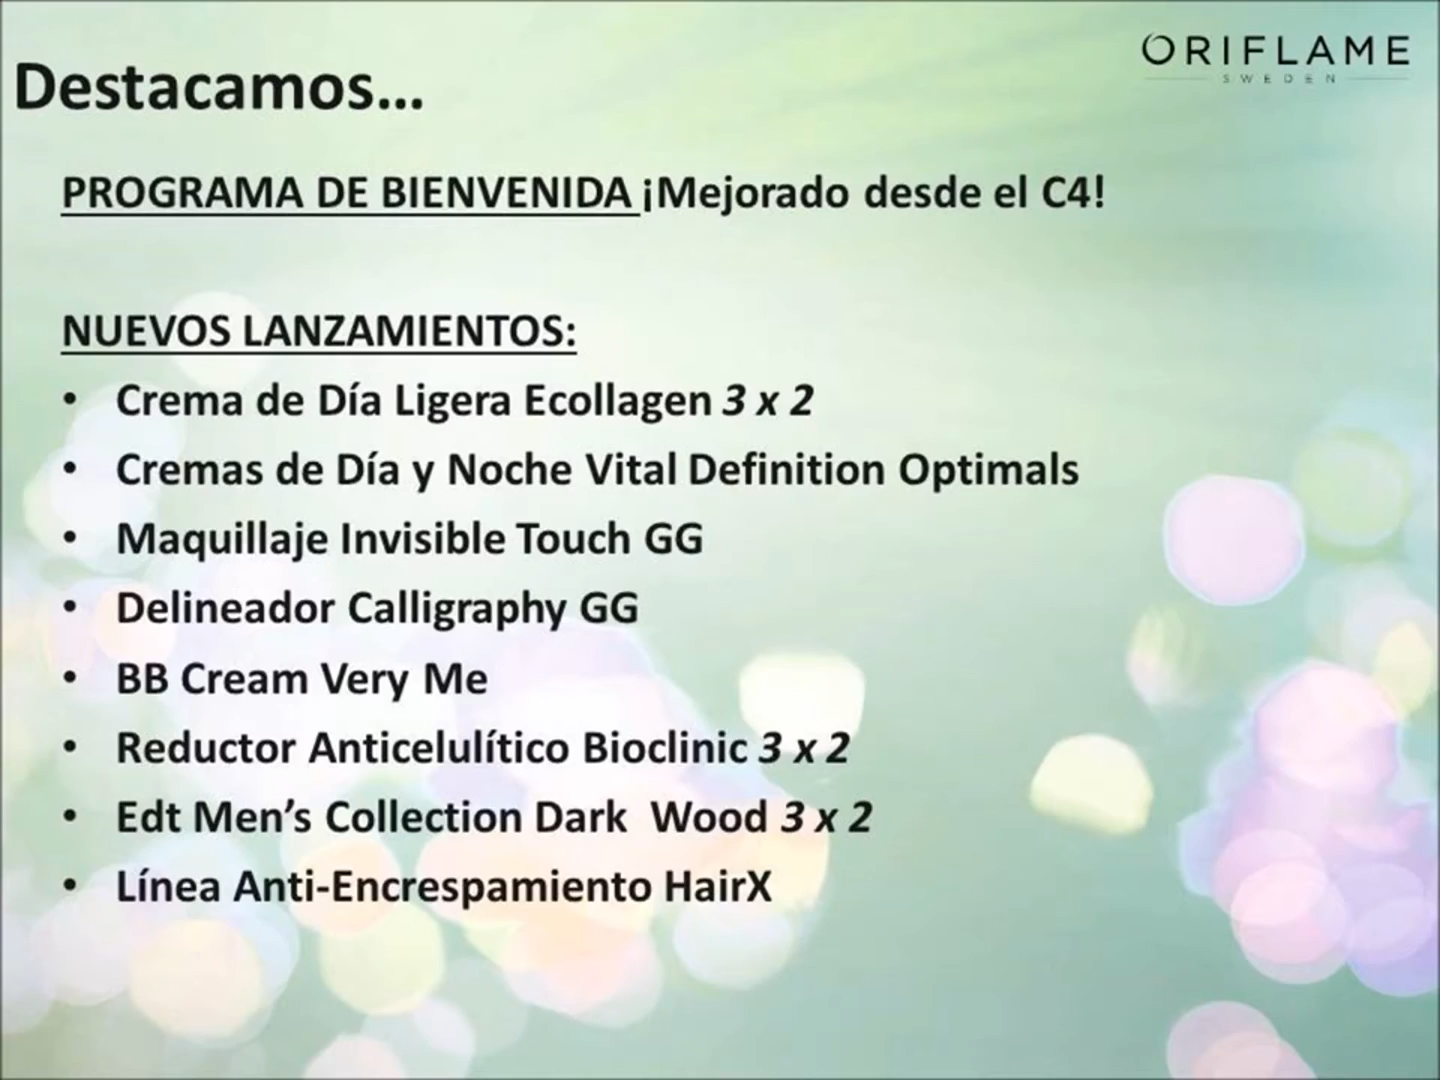 ORIFLAME
SWEDEN
Destacamos...
PROGRAMA DE BIENVENIDA ¡Mejorado desde el C4!
NUEVOS LANZAMIENTOS:
• Crema de Día Ligera Ecollagen 3 x 2
• Cremas de Día y Noche Vital Definition Optimals
• Maquillaje Invisible Touch GG
• Delineador Calligraphy GG
• BB Cream Very Me
• Reductor Anticelulítico Bioclinic 3 x 2
• Edt Men’s Collection Dark  Wood 3 x 2
• Línea Anti-Encrespamiento HairX